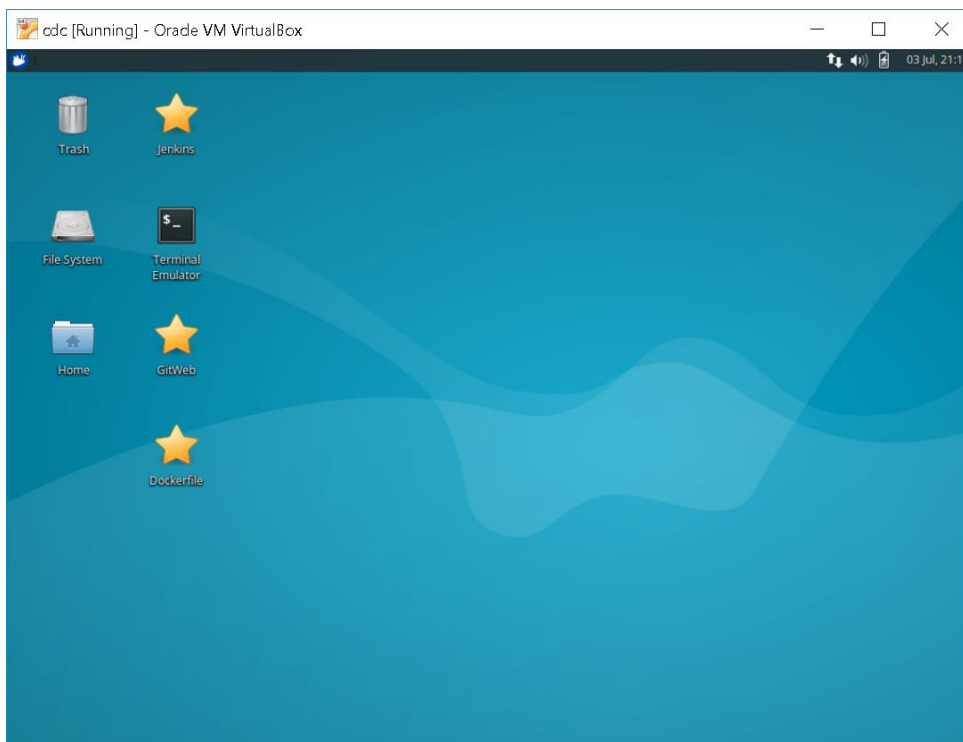 cdc [Running] - Oracle VM VirtualBox
03 Jul, 21:1
Trash
Jenkins
$_
File System
Terminal
Emulator
Home
GitWeb
Dockerfile